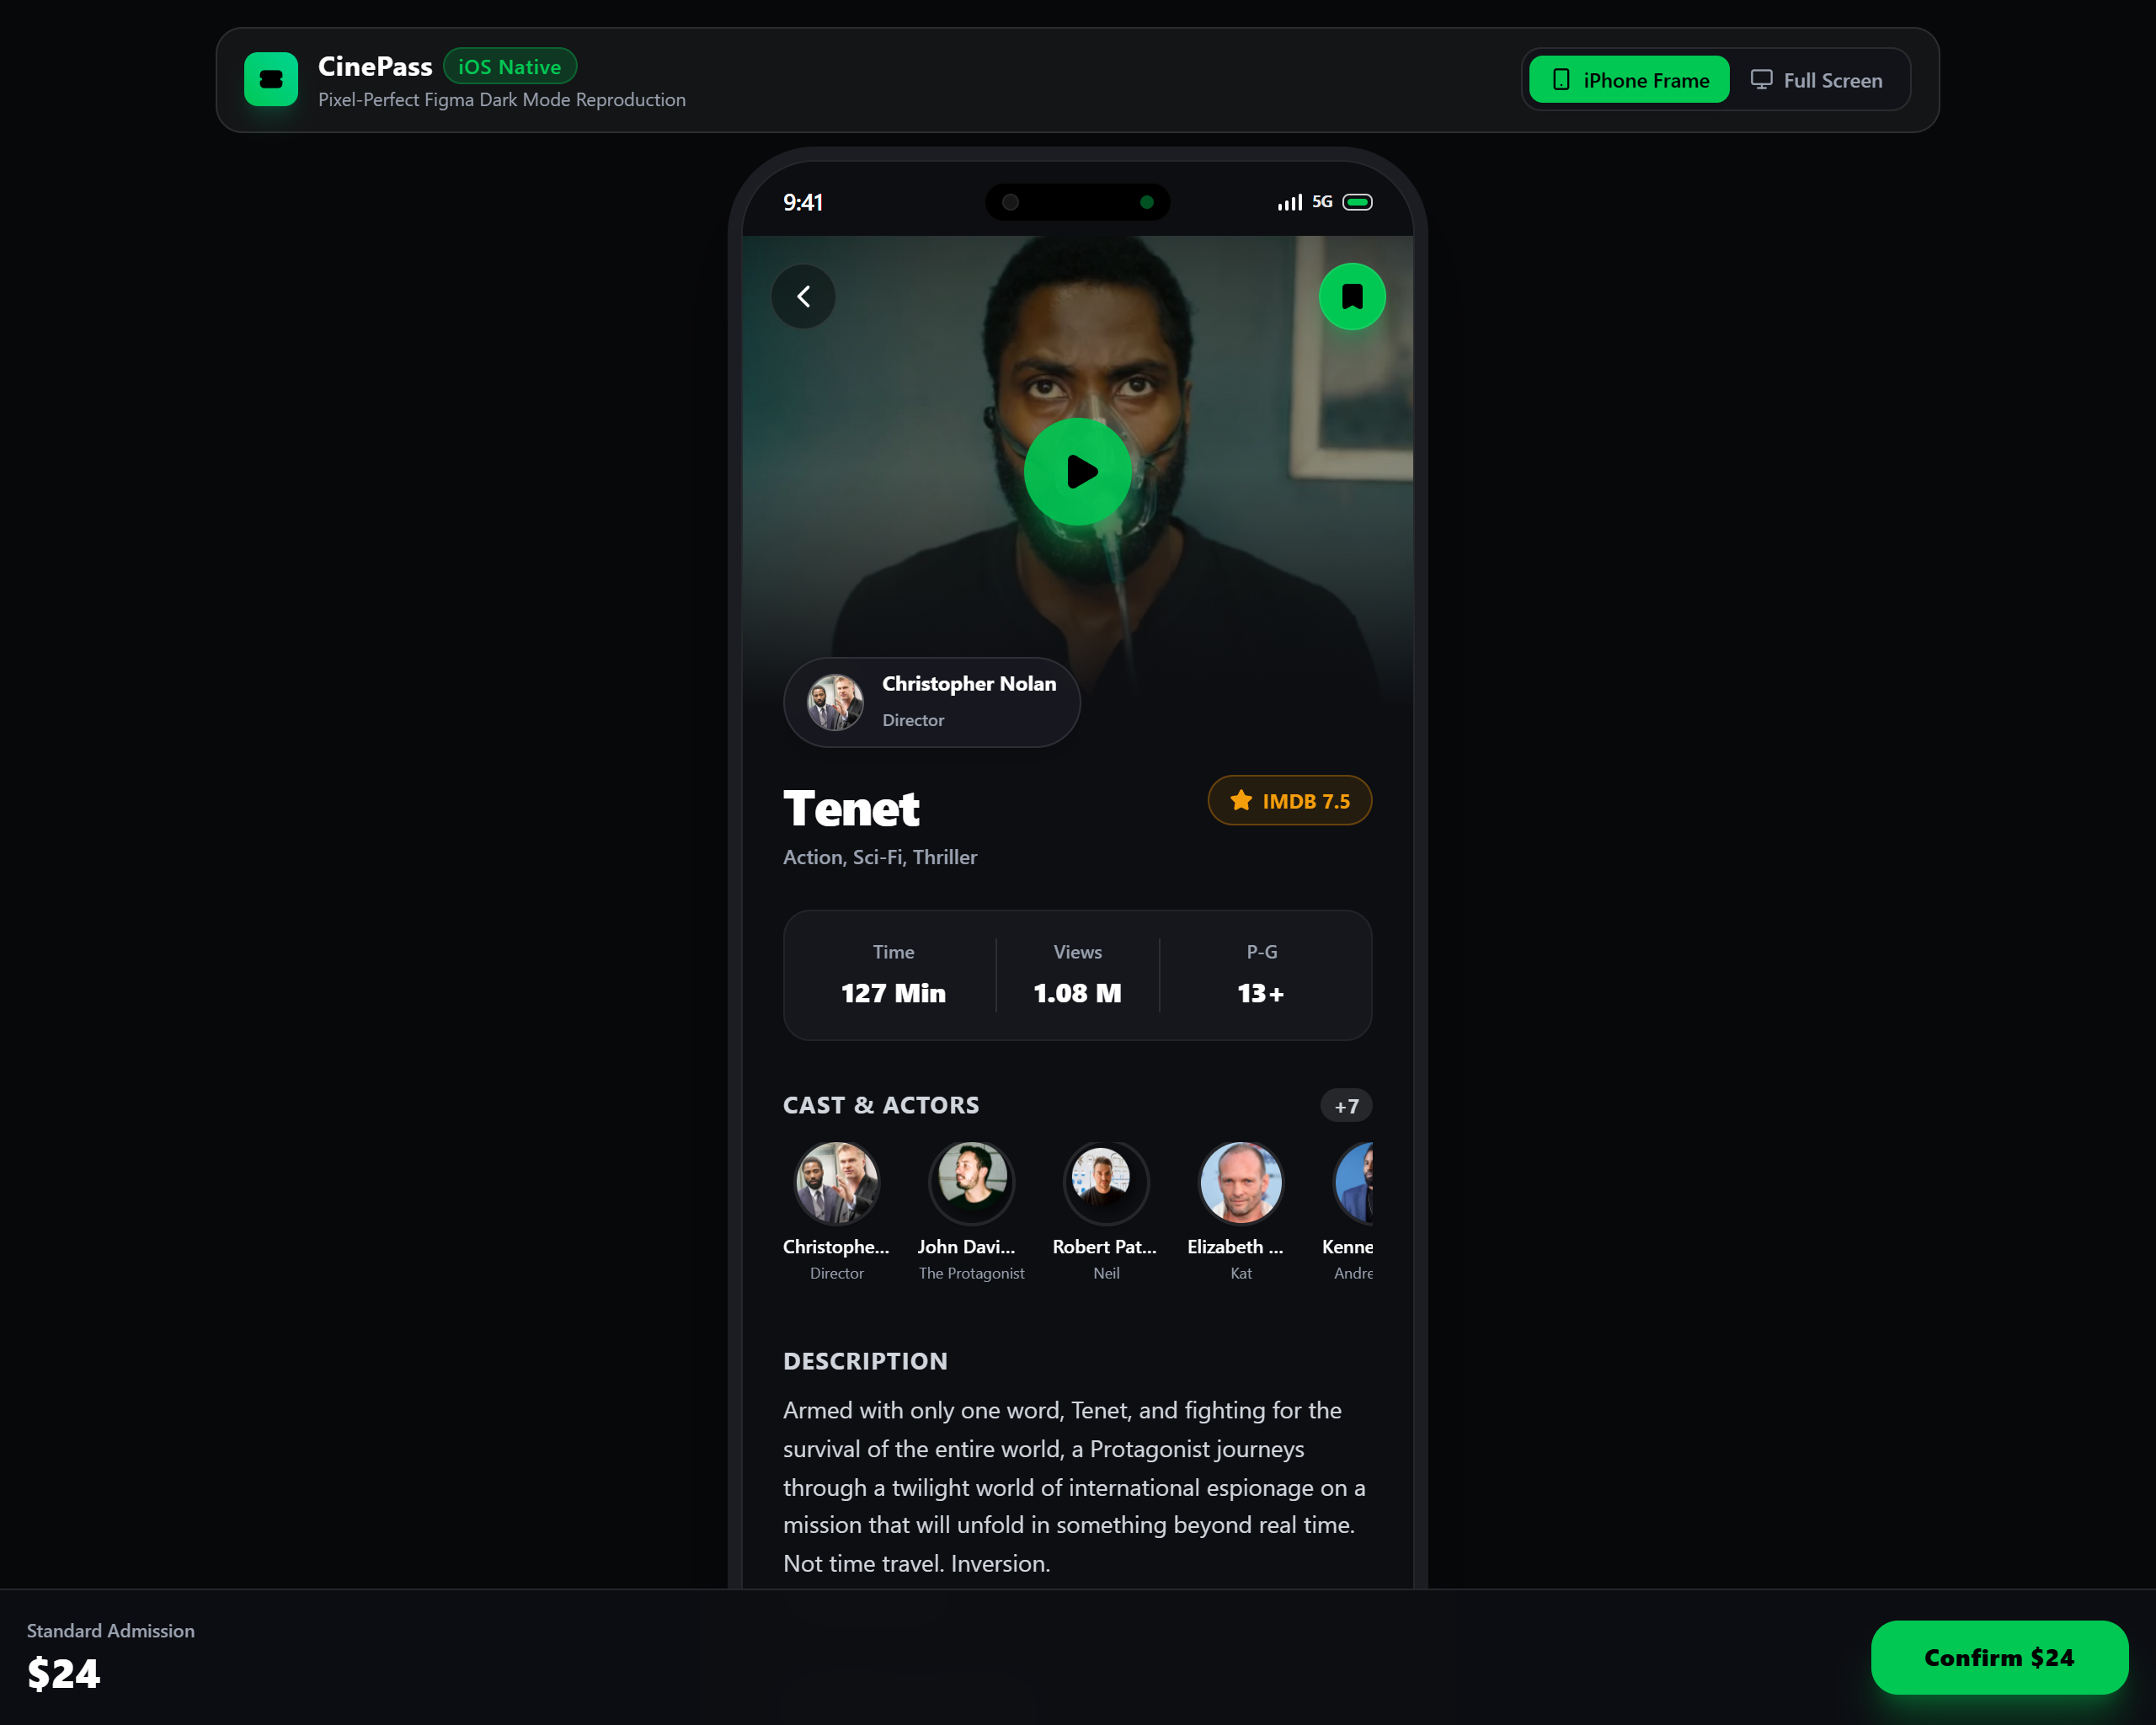 CinePass
iOS Native
Pixel-Perfect Figma Dark Mode Reproduction
iPhone Frame
Full Screen
9:41
5G
Christopher Nolan
Director
Tenet
IMDB 7.5
Action, Sci-Fi, Thriller
Time
Views
P-G
127 Min
1.08 M
13+
CAST & ACTORS
+7
Christophe...
John Davi...
Robert Pat...
Elizabeth ...
Kenne
Director
The Protagonist
Neil
Kat
Andre
DESCRIPTION
Armed with only one word, Tenet, and fighting for the
survival of the entire world, a Protagonist journeys
through a twilight world of international espionage on a
mission that will unfold in something beyond real time.
Not time travel. Inversion.
Standard Admission
$24
Confirm $24